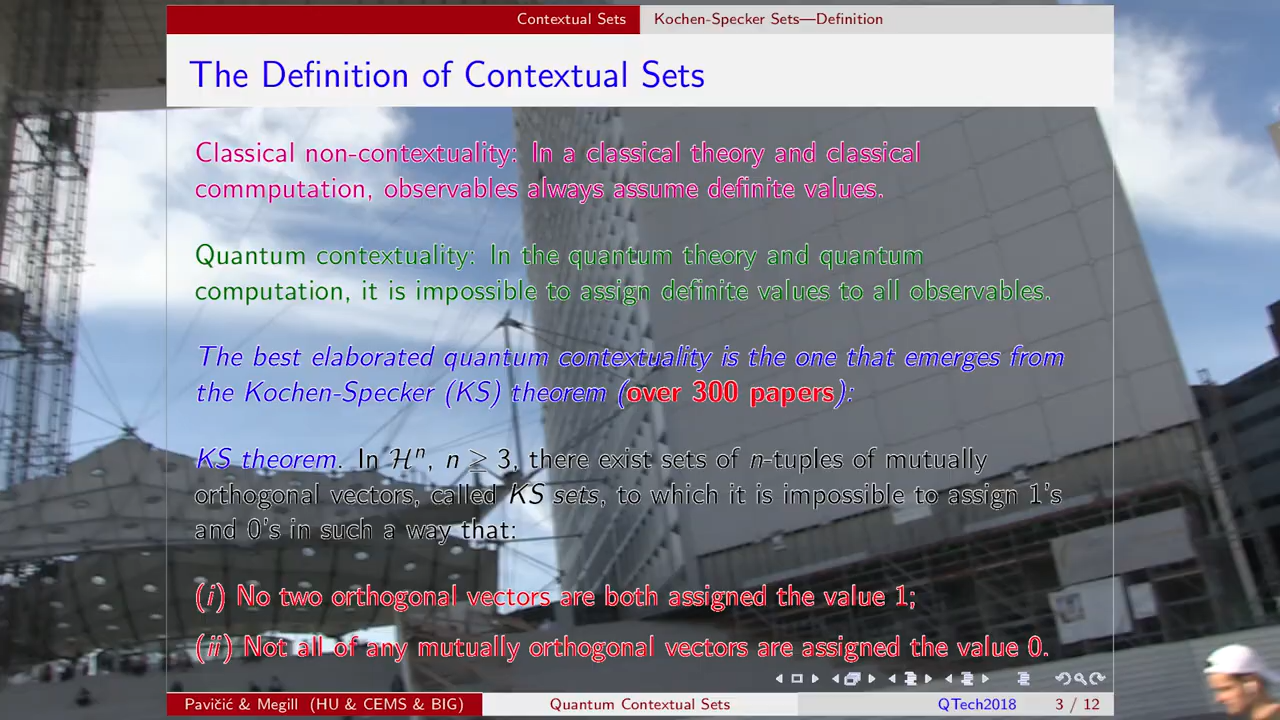 Contextual Sets Kochen-Specker Sets—Definition
The Definition of Contextual Sets
Classical non-contextuality: In a classical theory and classical
commputation, observables always assume definite values.
Quantum contextuality: In the quantum theory and quantum
computation, it is impossible to assign definite values to all observables.
The best elaborated quantum contextuality is the one that emerges from
the Kochen-Specker (KS) theorem (over 300 papers):
KS theorem. In ℋⁿ, n ≥ 3, there exist sets of n-tuples of mutually
orthogonal vectors, called KS sets, to which it is impossible to assign 1's
and 0's in such a way that:
(i) No two orthogonal vectors are both assigned the value 1;
(ii) Not all of any mutually orthogonal vectors are assigned the value 0.
Pavičić & Megill (HU & CEMS & BIG) Quantum Contextual Sets QTech2018 3 / 12